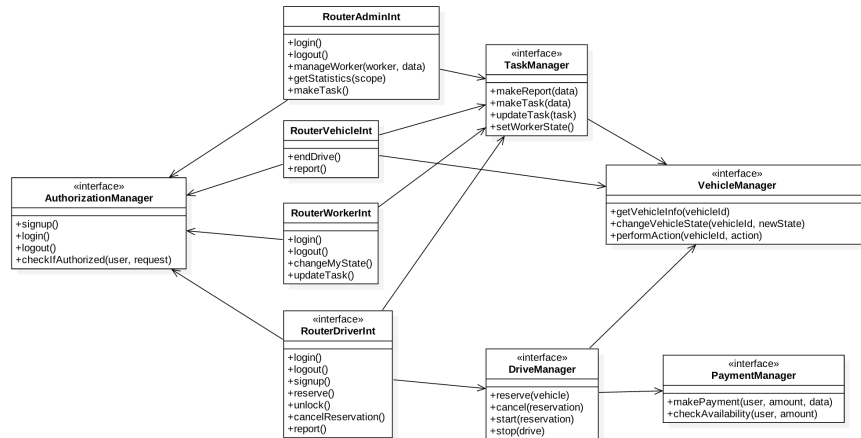 RouterAdminInt
+login()
+logout()
+manageWorker(worker, data)
+getStatistics(scope)
+makeTask()
«interface»
TaskManager
+makeReport(data)
+makeTask(data)
+updateTask(task)
+setWorkerState()
RouterVehicleInt
+endDrive()
+report()
«interface»
AuthorizationManager
+signup()
+login()
+logout()
+checkIfAuthorized(user, request)
«interface»
VehicleManager
+getVehicleInfo(vehicleId)
+changeVehicleState(vehicleId, newState)
+performAction(vehicleId, action)
RouterWorkerInt
+login()
+logout()
+changeMyState()
+updateTask()
«interface»
RouterDriverInt
+login()
+logout()
+signup()
+reserve()
+unlock()
+cancelReservation()
+report()
«interface»
DriveManager
+reserve(vehicle)
+cancel(reservation)
+start(reservation)
+stop(drive)
«interface»
PaymentManager
+makePayment(user, amount, data)
+checkAvailability(user, amount)